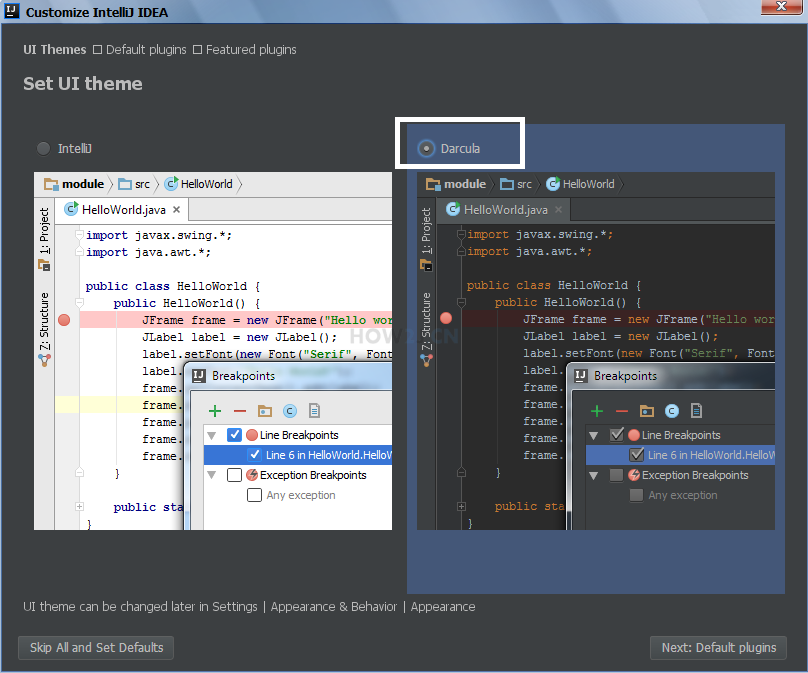 IJ Customize IntelliJ IDEA
UI Themes Default plugins Featured plugins
Set UI theme
IntelliJ
module src HelloWorld
HelloWorld.java
1: Project
Z: Structure
import javax.swing.*;
import java.awt.*;
public class HelloWorld {
public HelloWorld() {
JFrame frame = new JFrame("Hello wor
JLabel label = new JLabel();
label.setFont(new Font("Serif", Font
label.
frame.
frame.
frame.
frame.
frame.
}
public sta
}
IJ Breakpoints
Line Breakpoints
Line 6 in HelloWorld.HelloW
Exception Breakpoints
Any exception
Darcula
module src HelloWorld
HelloWorld.java
1: Project
Z: Structure
import javax.swing.*;
import java.awt.*;
public class HelloWorld {
public HelloWorld() {
JFrame frame = new JFrame("Hello wor
JLabel label = new JLabel();
label.setFont(new Font("Serif", Font
label.
frame.
frame.
frame.
frame.
frame.
}
public sta
}
IJ Breakpoints
Line Breakpoints
Line 6 in HelloWorld.HelloW
Exception Breakpoints
Any exception
UI theme can be changed later in Settings | Appearance & Behavior | Appearance
Skip All and Set Defaults
Next: Default plugins